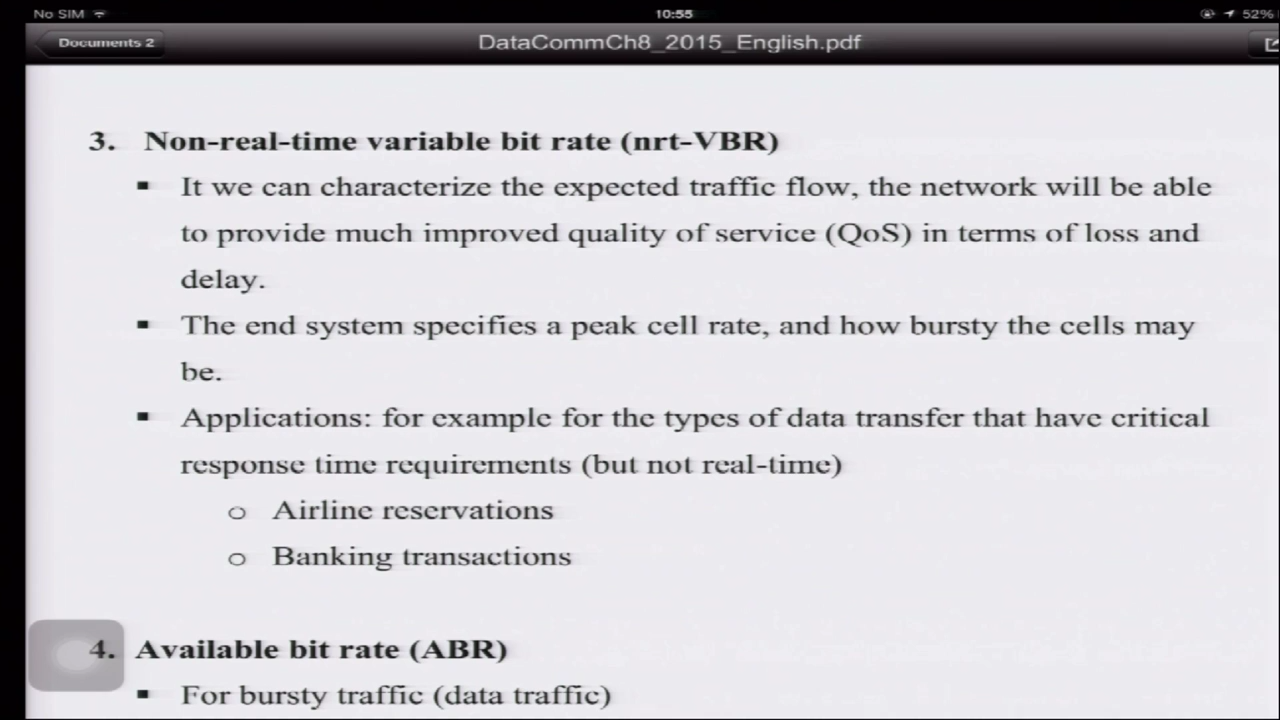 No SIM
10:55
52%
Documents 2
DataCommCh8_2015_English.pdf
3. Non-real-time variable bit rate (nrt-VBR)
▪ It we can characterize the expected traffic flow, the network will be able
to provide much improved quality of service (QoS) in terms of loss and
delay.
▪ The end system specifies a peak cell rate, and how bursty the cells may
be.
▪ Applications: for example for the types of data transfer that have critical
response time requirements (but not real-time)
o Airline reservations
o Banking transactions
4. Available bit rate (ABR)
▪ For bursty traffic (data traffic)